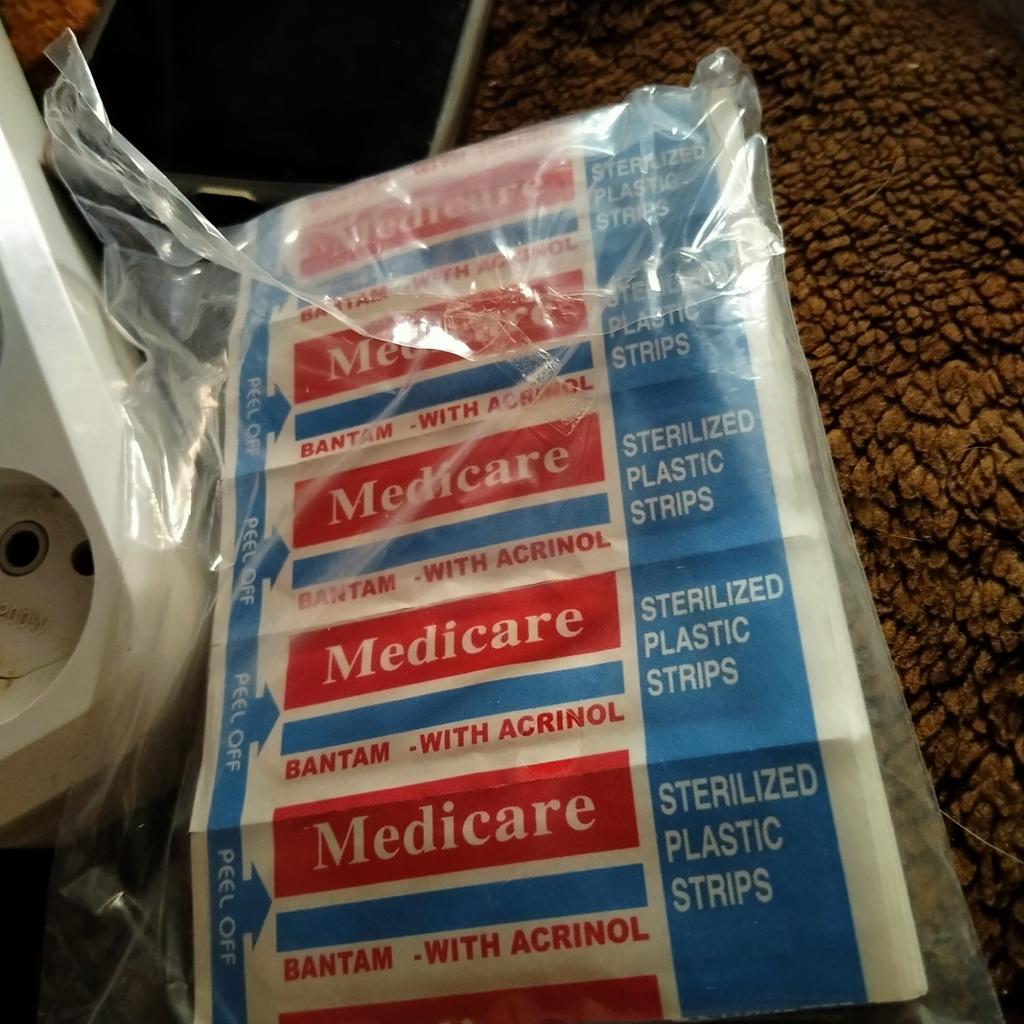 Medicare
STERILIZED
PLASTIC
STRIPS
BANTAM -WITH ACRINOL
Medicare
STERILIZED
PLASTIC
STRIPS
PEEL OFF
BANTAM -WITH ACRINOL
Medicare
STERILIZED
PLASTIC
STRIPS
PEEL OFF
BANTAM -WITH ACRINOL
Medicare
STERILIZED
PLASTIC
STRIPS
PEEL OFF
BANTAM -WITH ACRINOL
Medicare
STERILIZED
PLASTIC
STRIPS
PEEL OFF
BANTAM -WITH ACRINOL